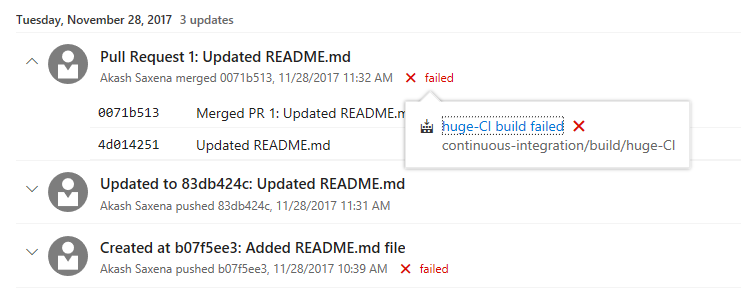 Tuesday, November 28, 2017 3 updates
Pull Request 1: Updated README.md
Akash Saxena merged 0071b513, 11/28/2017 11:32 AM failed
0071b513 Merged PR 1: Updated README.m
huge-CI build failed
continuous-integration/build/huge-CI
4d014251 Updated README.md
Updated to 83db424c: Updated README.md
Akash Saxena pushed 83db424c, 11/28/2017 11:31 AM
Created at b07f5ee3: Added README.md file
Akash Saxena pushed b07f5ee3, 11/28/2017 10:39 AM failed